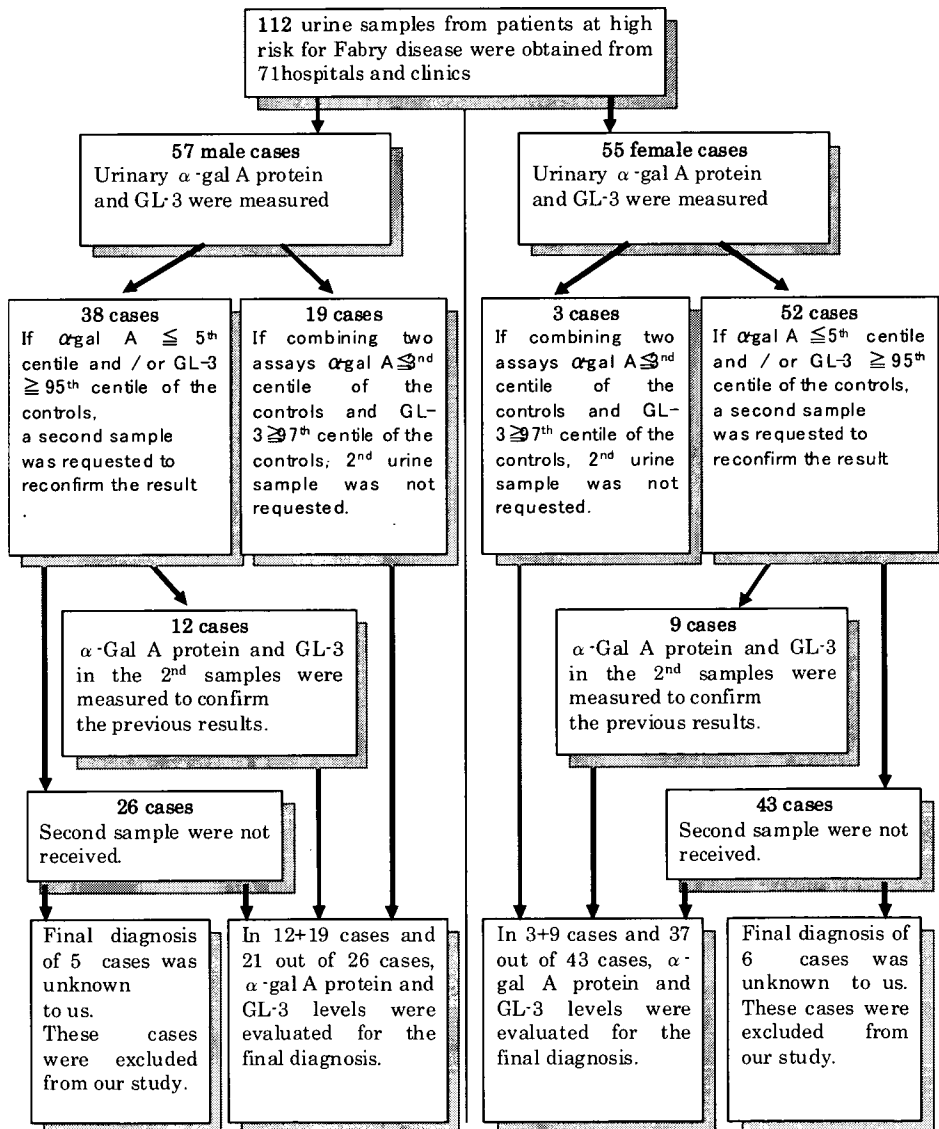 112 urine samples from patients at high
risk for Fabry disease were obtained from
71hospitals and clinics
57 male cases
Urinary α-gal A protein
and GL-3 were measured
55 female cases
Urinary α-gal A protein
and GL-3 were measured
38 cases
If α-gal A ≦ 5th
centile and / or GL-3
≧ 95th centile of the
controls,
a second sample
was requested to
reconfirm the result
.
19 cases
If combining two
assays α-gal A≦3nd
centile of the
controls and GL-
3≧97th centile of the
controls, 2nd urine
sample was not
requested.
3 cases
If combining two
assays α-gal A≦3nd
centile of the
controls and GL-
3≧97th centile of the
controls, 2nd urine
sample was not
requested.
52 cases
If α-gal A ≦5th
centile and / or GL-3
≧ 95th
centile of the controls,
a second sample
was requested to
reconfirm the result
12 cases
α-Gal A protein and GL-3
in the 2nd samples were
measured to confirm
the previous results.
9 cases
α-Gal A protein and GL-3
in the 2nd samples were
measured to confirm
the previous results.
26 cases
Second sample were not
received.
43 cases
Second sample were not
received.
Final diagnosis
of 5 cases was
unknown
to us.
These cases
were excluded
from our study.
In 12+19 cases and
21 out of 26 cases,
α-gal A protein and
GL-3 levels were
evaluated for the
final diagnosis.
In 3+9 cases and 37
out of 43 cases, α-
gal A protein and
GL-3 levels were
evaluated for the
final diagnosis.
Final diagnosis of
6 cases was
unknown to us.
These cases were
excluded from
our study.